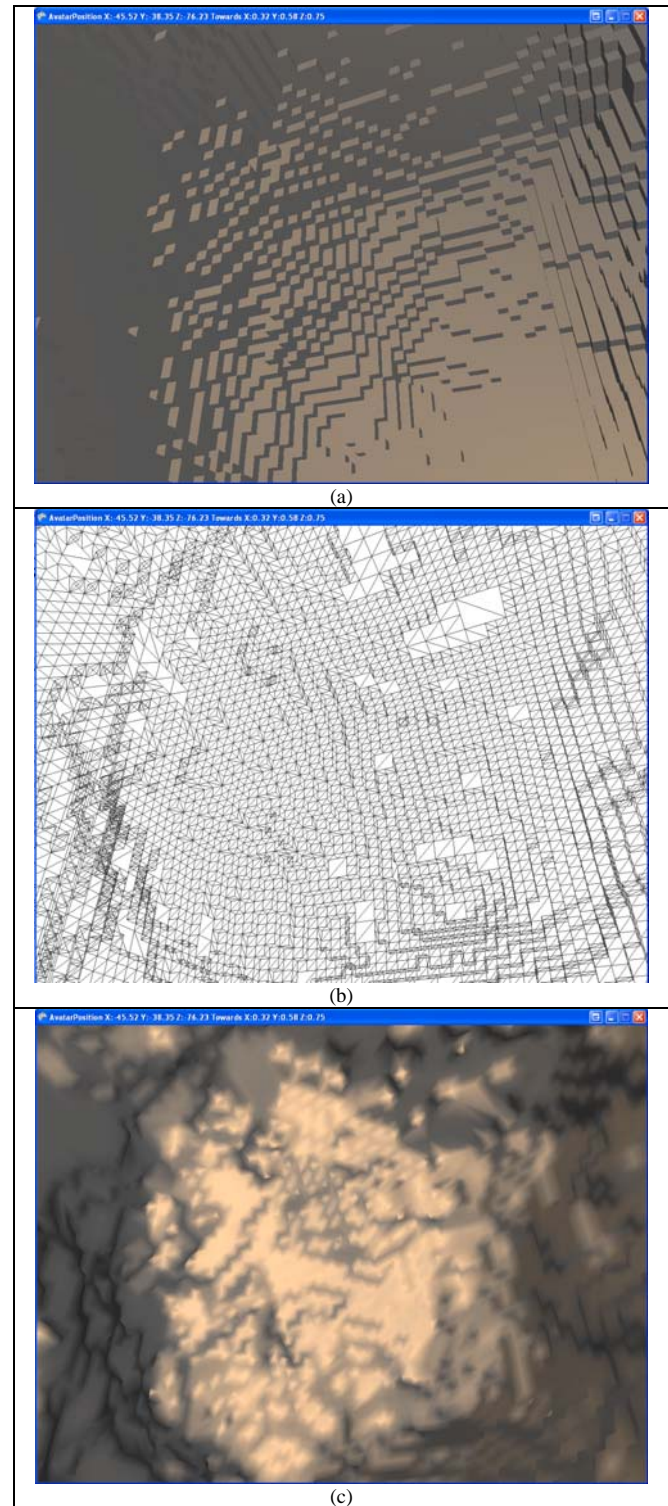 AvatarPosition X:-45.52 Y:-38.35 Z:-76.23 Towards X:0.32 Y:0.58 Z:0.75
(a)
AvatarPosition X:-45.52 Y:-38.35 Z:-76.23 Towards X:0.32 Y:0.58 Z:0.75
(b)
AvatarPosition X:-45.52 Y:-38.35 Z:-76.23 Towards X:0.32 Y:0.58 Z:0.75
(c)